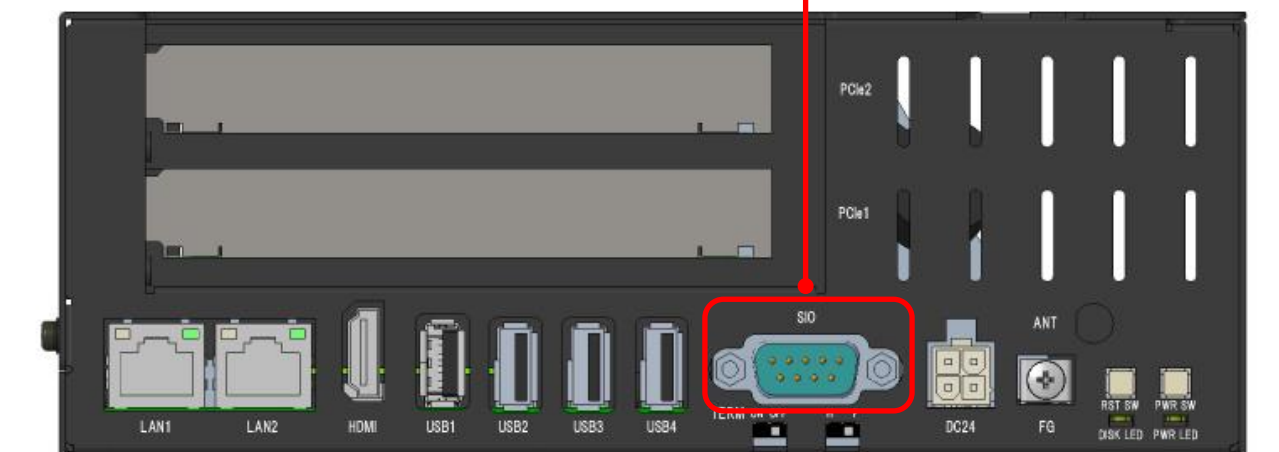 PCIe2
PCIe1
SIO
ANT
LAN1
LAN2
HDMI
USB1
USB2
USB3
USB4
TERM
DC24
FG
RST SW
PWR SW
DISK LED
PWR LED